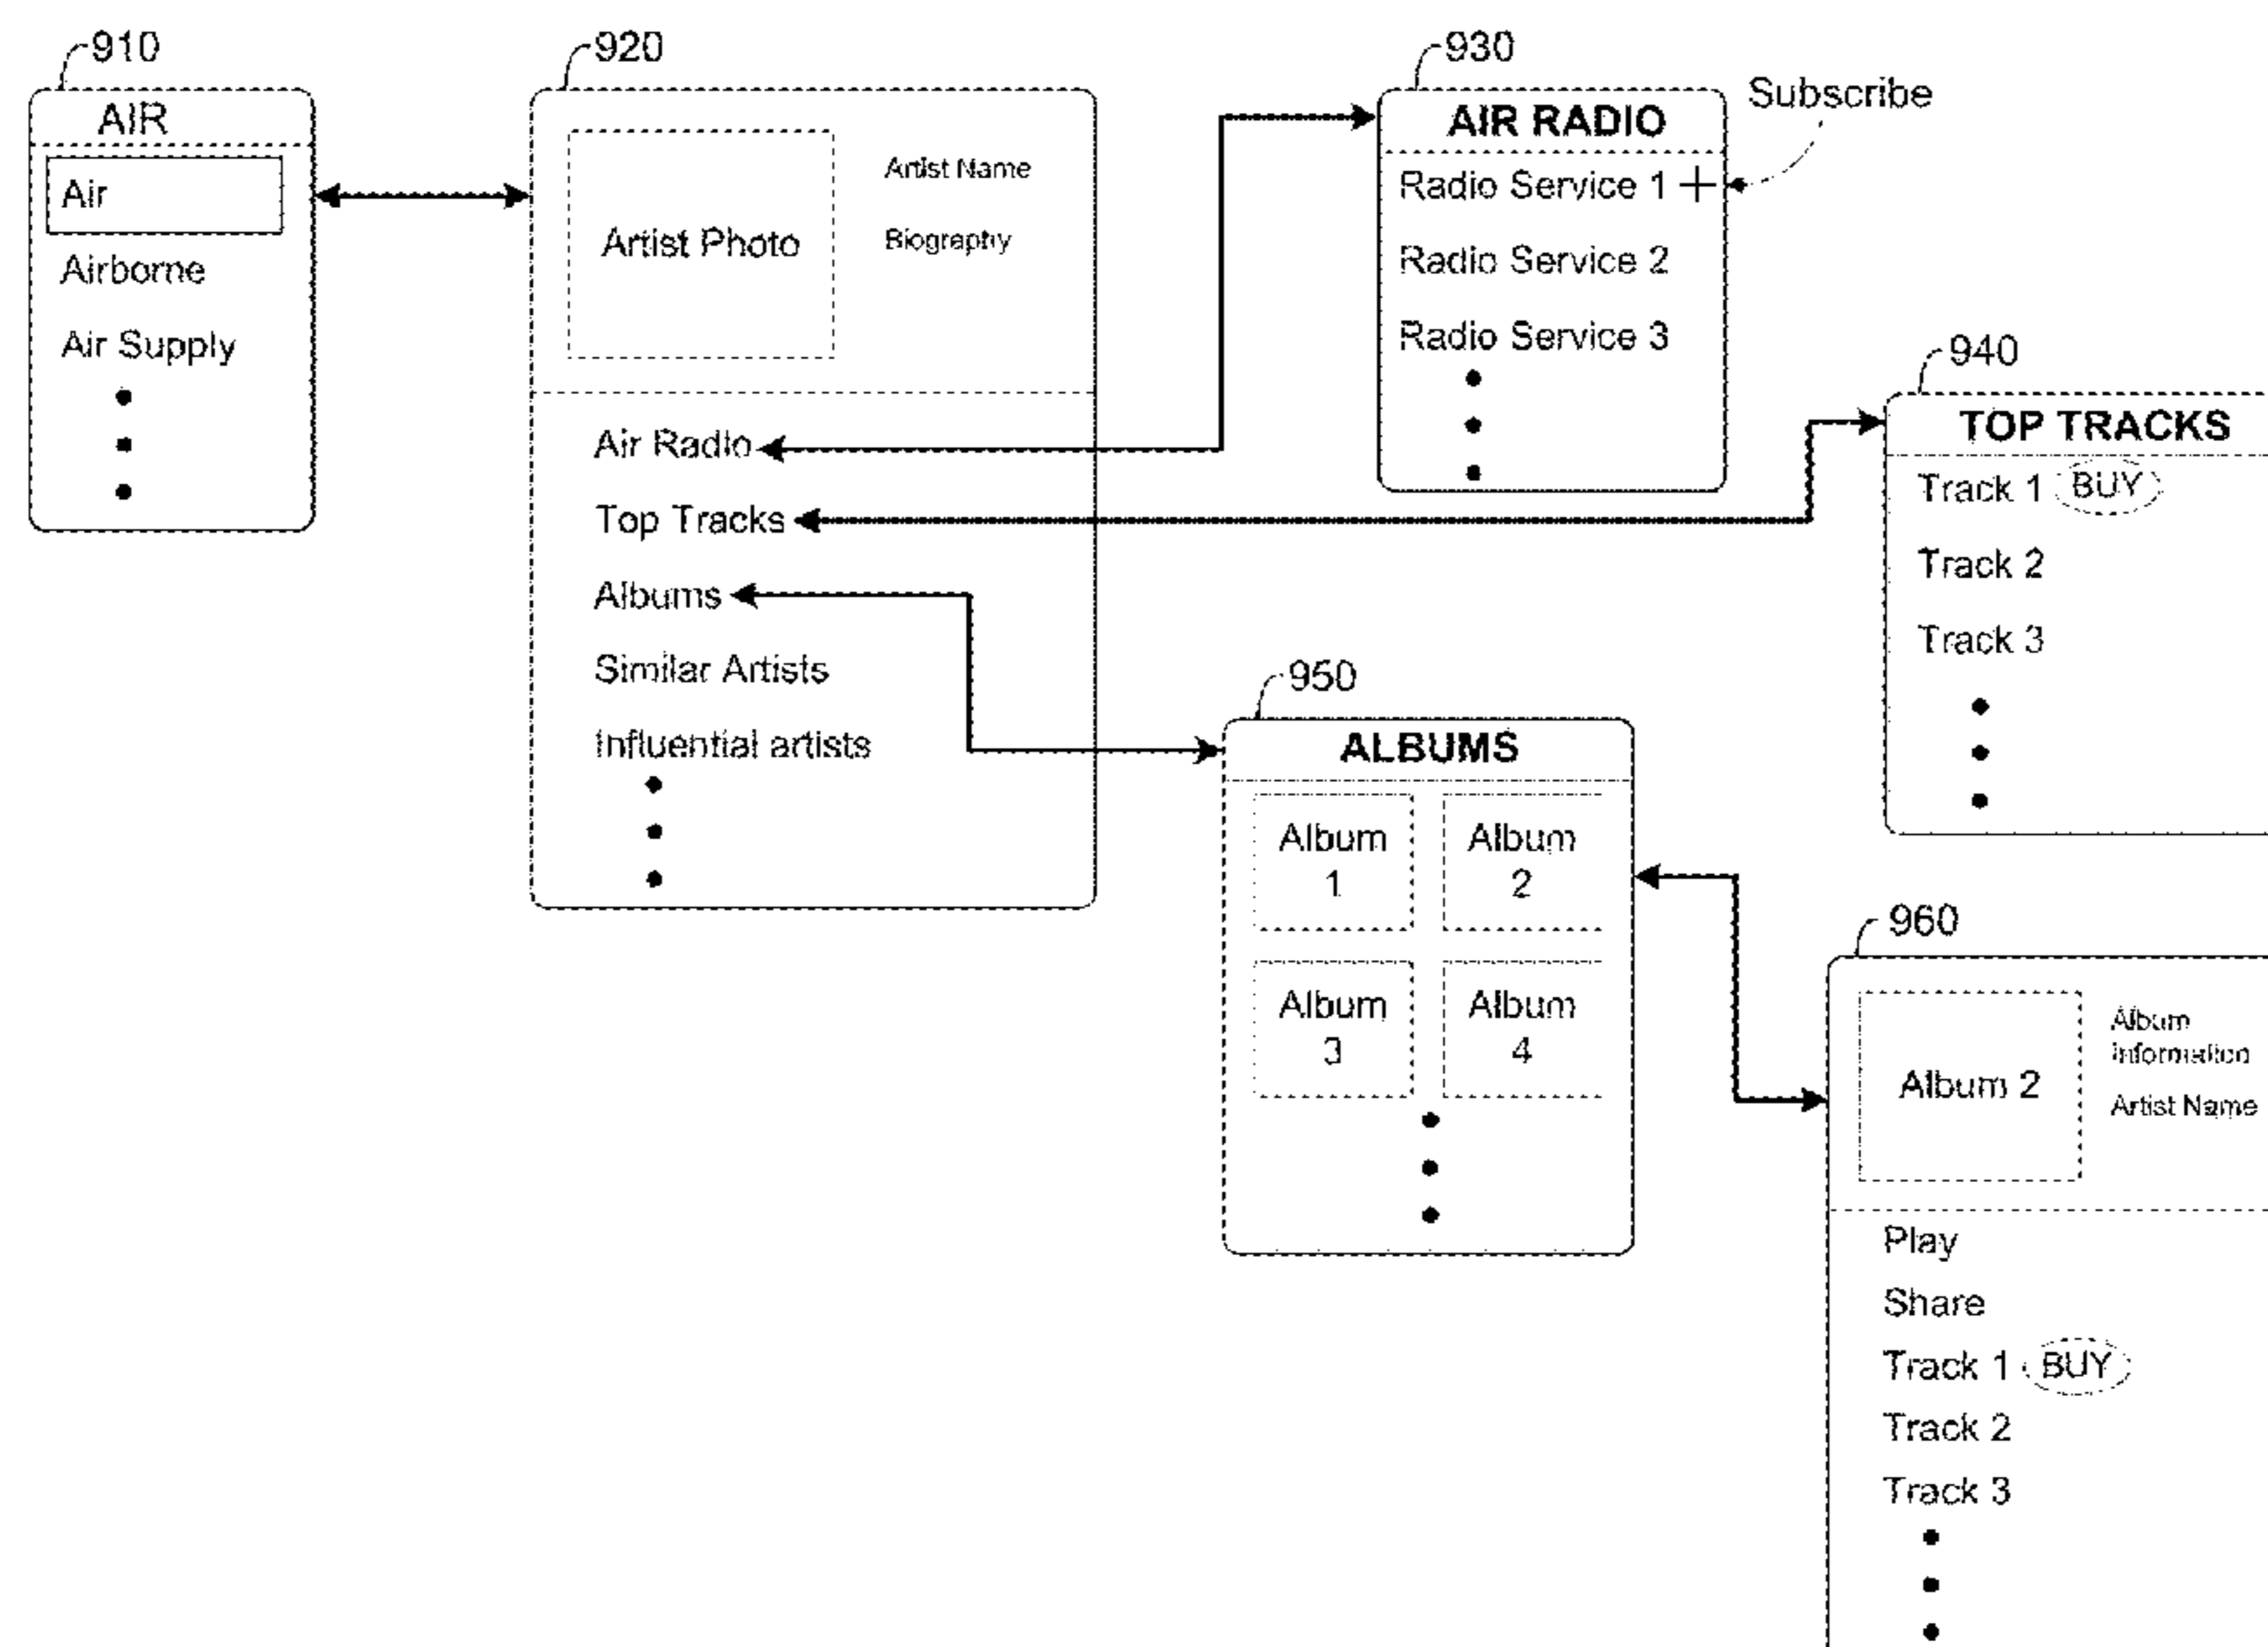 910
AIR
Air
Airborne
Air Supply
920
Artist Photo
Artist Name
Biography
Air Radio
Top Tracks
Albums
Similar Artists
Influential artists
930
AIR RADIO
Radio Service 1 +
Radio Service 2
Radio Service 3
Subscribe
940
TOP TRACKS
Track 1 BUY
Track 2
Track 3
950
ALBUMS
Album
1
Album
2
Album
3
Album
4
960
Album 2
Album
Information
Artist Name
Play
Share
Track 1 BUY
Track 2
Track 3